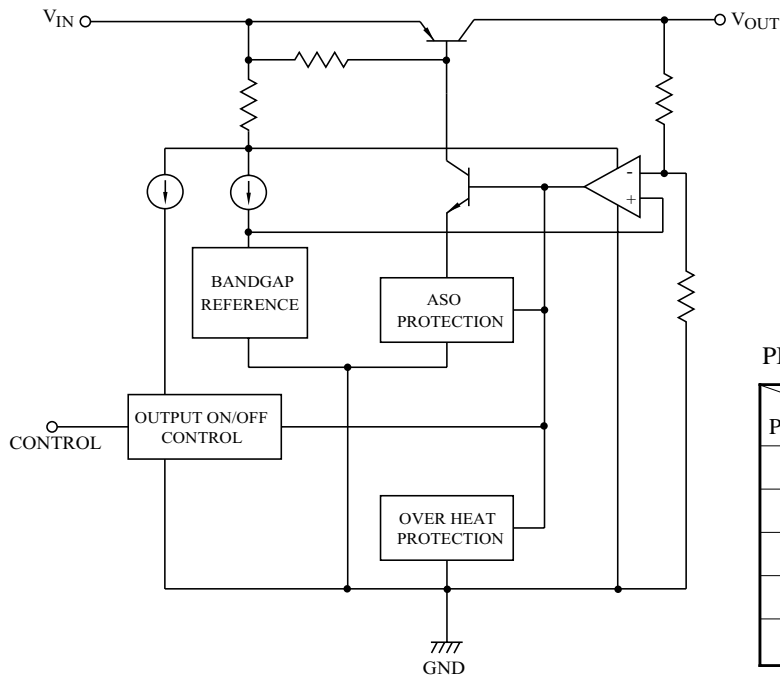 VIN
VOUT
-
+
BANDGAP
REFERENCE
ASO
PROTECTION
OUTPUT ON/OFF
CONTROL
CONTROL
OVER HEAT
PROTECTION
GND